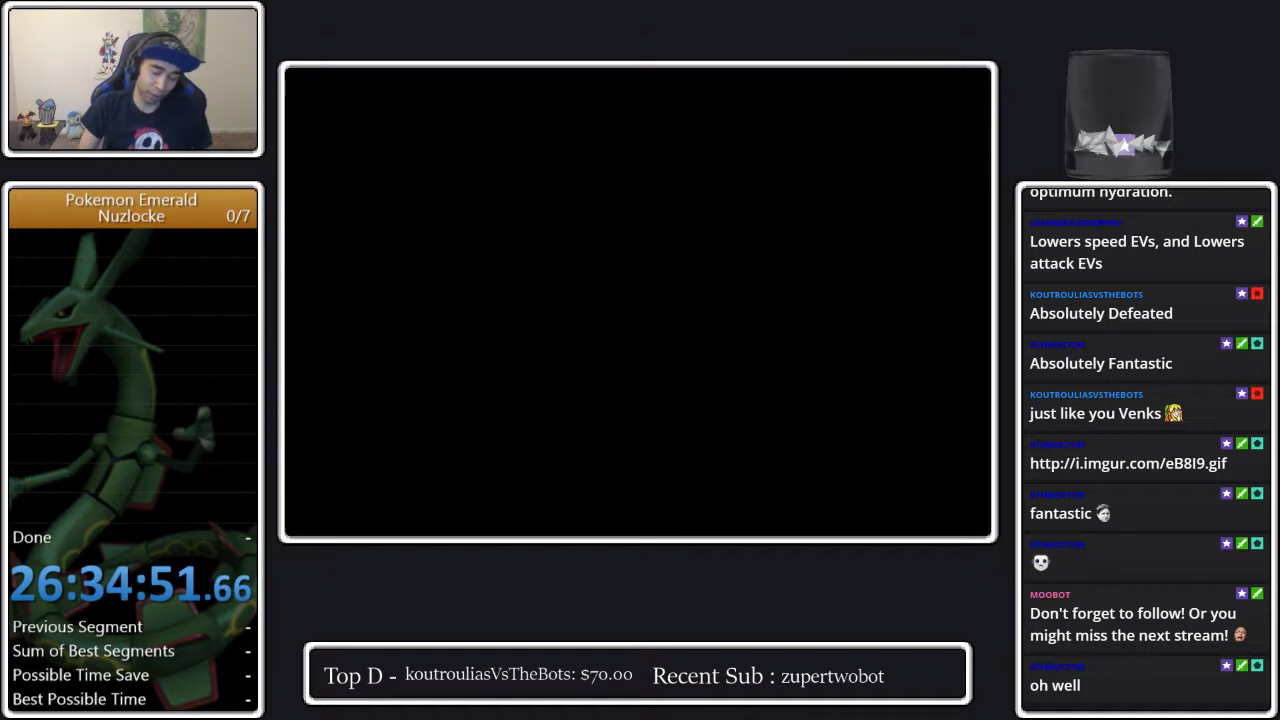 Pokemon Emerald
Nuzlocke 0/7
Done -
26:34:51.66
Previous Segment -
Sum of Best Segments -
Possible Time Save -
Best Possible Time -
Top D - koutrouliasVsTheBots: $70.00 Recent Sub : zupertwobot
optimum hydration.
Lowers speed EVs, and Lowers
attack EVs
KOUTROULIASVSTHEBOTS
Absolutely Defeated
Absolutely Fantastic
KOUTROULIASVSTHEBOTS
just like you Venks
http://i.imgur.com/eB8I9.gif
fantastic
MOOBOT
Don't forget to follow! Or you
might miss the next stream!
oh well